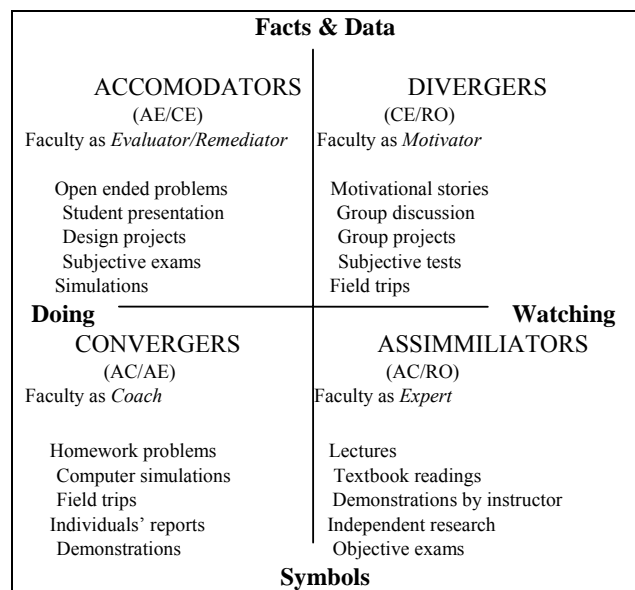 Facts & Data
ACCOMODATORS
(AE/CE)
Faculty as Evaluator/Remediator
Open ended problems
Student presentation
Design projects
Subjective exams
Simulations
DIVERGERS
(CE/RO)
Faculty as Motivator
Motivational stories
Group discussion
Group projects
Subjective tests
Field trips
Doing
Watching
CONVERGERS
(AC/AE)
Faculty as Coach
Homework problems
Computer simulations
Field trips
Individuals’ reports
Demonstrations
ASSIMMILIATORS
(AC/RO)
Faculty as Expert
Lectures
Textbook readings
Demonstrations by instructor
Independent research
Objective exams
Symbols